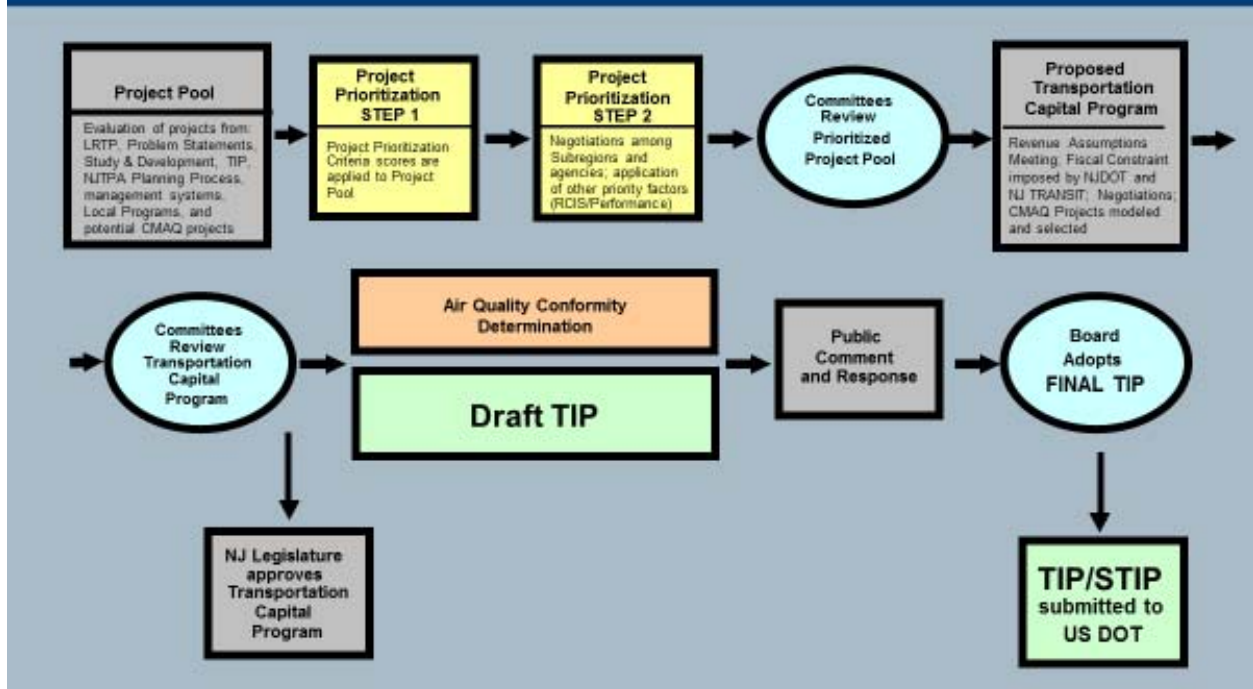 Project Pool
Evaluation of projects from:
LRTP, Problem Statements,
Study & Development, TIP,
NJTPA Planning Process,
management systems,
Local Programs, and
potential CMAQ projects
Project
Prioritization
STEP 1
Project Prioritization
Criteria scores are
applied to Project
Pool
Project
Prioritization
STEP 2
Negotiations among
Subregions and
agencies; application
of other priority factors
(RCIS/Performance)
Committees
Review
Prioritized
Project Pool
Proposed
Transportation
Capital Program
Revenue Assumptions
Meeting; Fiscal Constraint
imposed by NJDOT and
NJ TRANSIT; Negotiations;
CMAQ Projects modeled
and selected
Committees
Review
Transportation
Capital
Program
Air Quality Conformity
Determination
Draft TIP
Public
Comment
and Response
Board
Adopts
FINAL TIP
NJ Legislature
approves
Transportation
Capital
Program
TIP/STIP
submitted to
US DOT